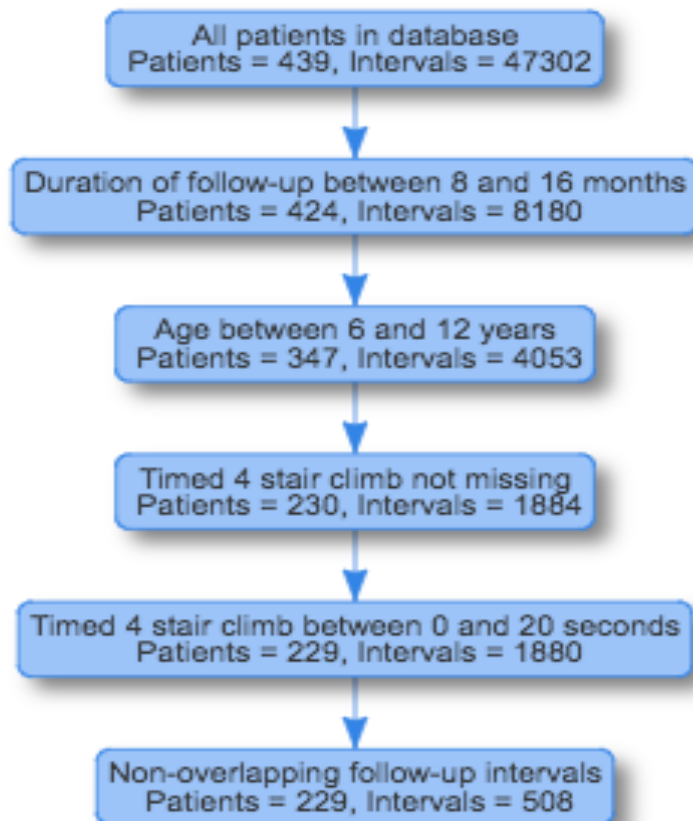 All patients in database
Patients = 439, Intervals = 47302
Duration of follow-up between 8 and 16 months
Patients = 424, Intervals = 8180
Age between 6 and 12 years
Patients = 347, Intervals = 4053
Timed 4 stair climb not missing
Patients = 230, Intervals = 1884
Timed 4 stair climb between 0 and 20 seconds
Patients = 229, Intervals = 1880
Non-overlapping follow-up intervals
Patients = 229, Intervals = 508